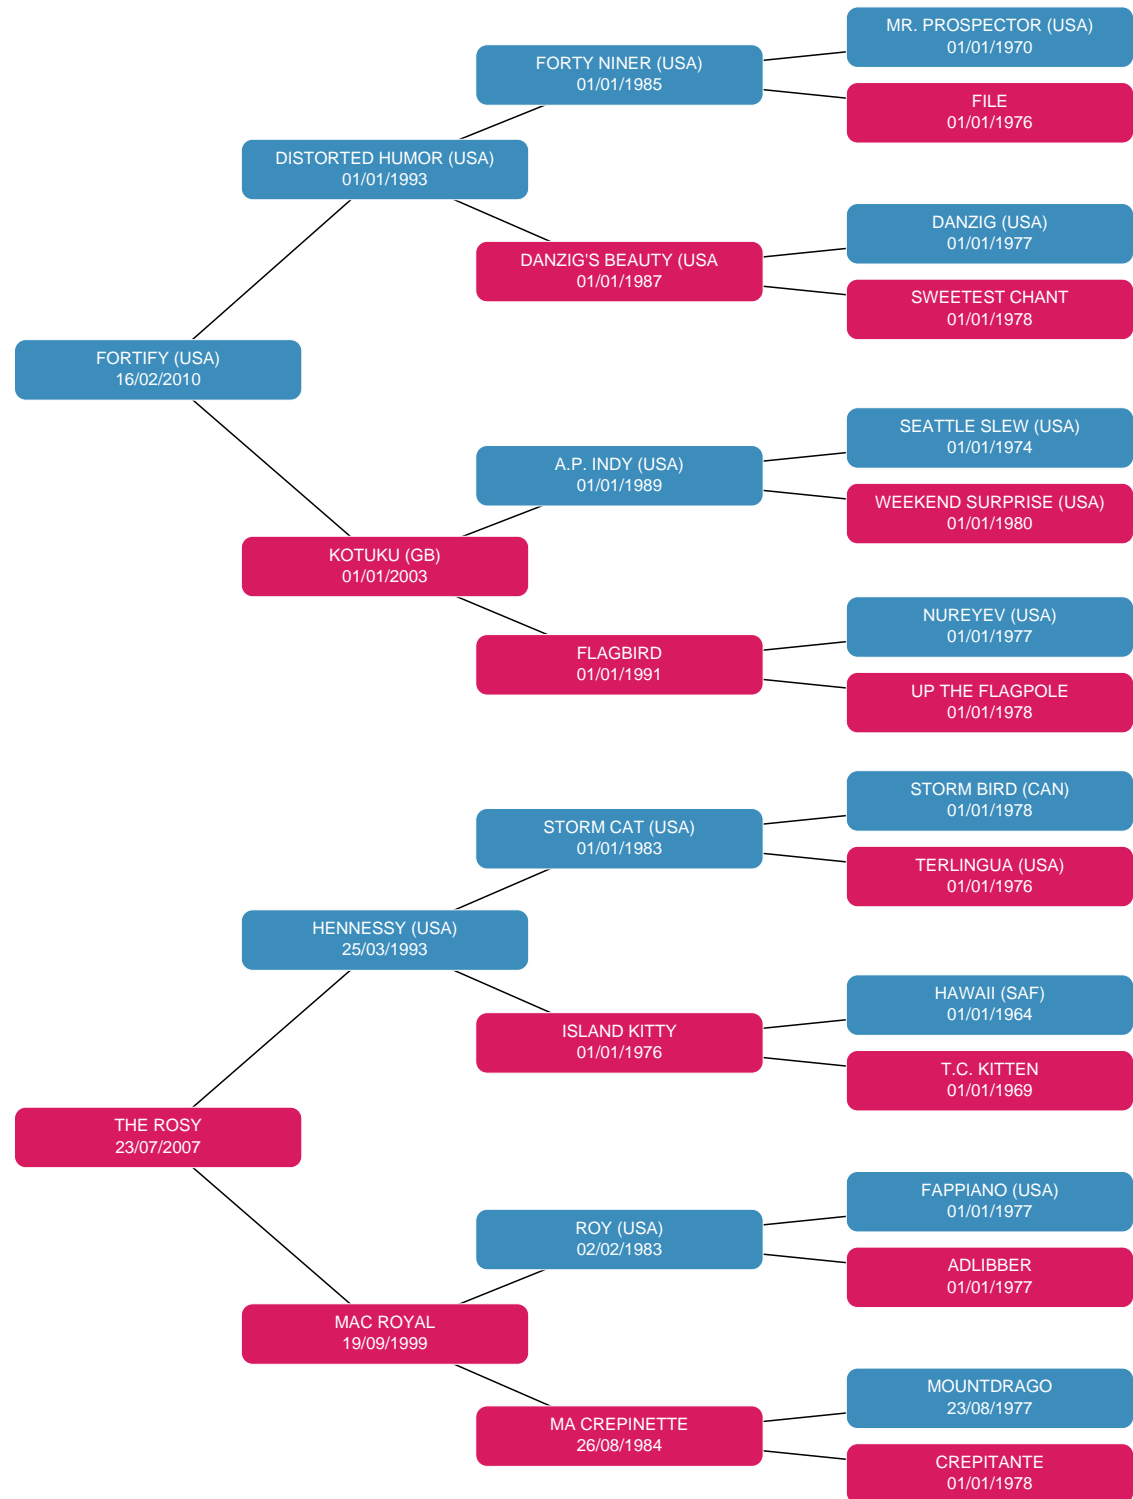 MR. PROSPECTOR (USA)
01/01/1970
FORTY NINER (USA)
01/01/1985
FILE
01/01/1976
DISTORTED HUMOR (USA)
01/01/1993
DANZIG (USA)
01/01/1977
DANZIG'S BEAUTY (USA
01/01/1987
SWEETEST CHANT
01/01/1978
FORTIFY (USA)
16/02/2010
SEATTLE SLEW (USA)
01/01/1974
A.P. INDY (USA)
01/01/1989
WEEKEND SURPRISE (USA)
01/01/1980
KOTUKU (GB)
01/01/2003
NUREYEV (USA)
01/01/1977
FLAGBIRD
01/01/1991
UP THE FLAGPOLE
01/01/1978
STORM BIRD (CAN)
01/01/1978
STORM CAT (USA)
01/01/1983
TERLINGUA (USA)
01/01/1976
HENNESSY (USA)
25/03/1993
HAWAII (SAF)
01/01/1964
ISLAND KITTY
01/01/1976
T.C. KITTEN
01/01/1969
THE ROSY
23/07/2007
FAPPIANO (USA)
01/01/1977
ROY (USA)
02/02/1983
ADLIBBER
01/01/1977
MAC ROYAL
19/09/1999
MOUNTDRAGO
23/08/1977
MA CREPINETTE
26/08/1984
CREPITANTE
01/01/1978